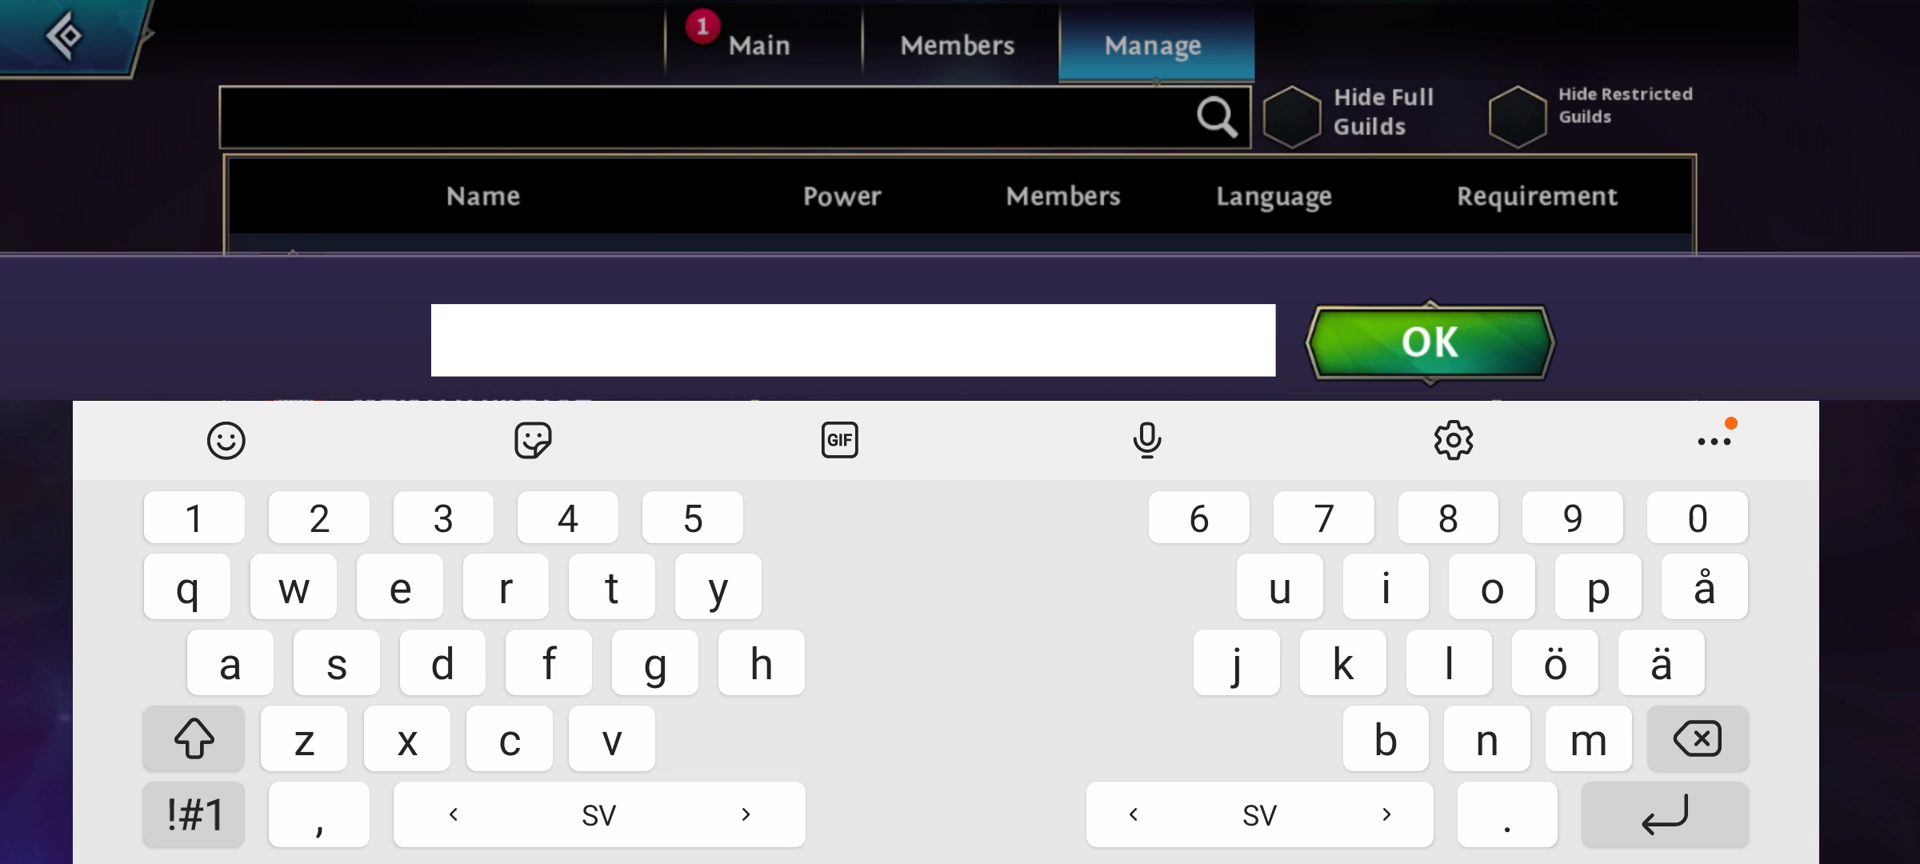 1
Main
Members
Manage
Hide Full
Guilds
Hide Restricted
Guilds
Name Power Members Language Requirement
OK
GIF
1 2 3 4 5 6 7 8 9 0
q w e r t y u i o p å
a s d f g h j k l ö ä
z x c v b n m
!#1 , < SV > < SV > .